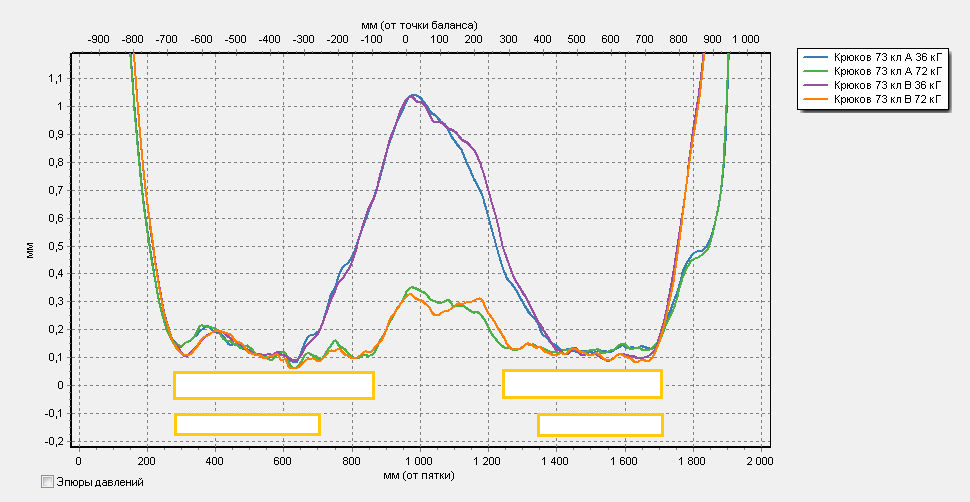 мм (от точки баланса)
-900 -800 -700 -600 -500 -400 -300 -200 -100 0 100 200 300 400 500 600 700 800 900 1 000
Крюков 73 кл А 36 кГ
Крюков 73 кл А 72 кГ
Крюков 73 кл В 36 кГ
Крюков 73 кл В 72 кГ
1,1
1
0,9
0,8
0,7
0,6
0,5
мм
0,4
0,3
0,2
0,1
0
-0,1
-0,2
0 200 400 600 800 1 000 1 200 1 400 1 600 1 800 2 000
мм (от пятки)
Эпюры давлений